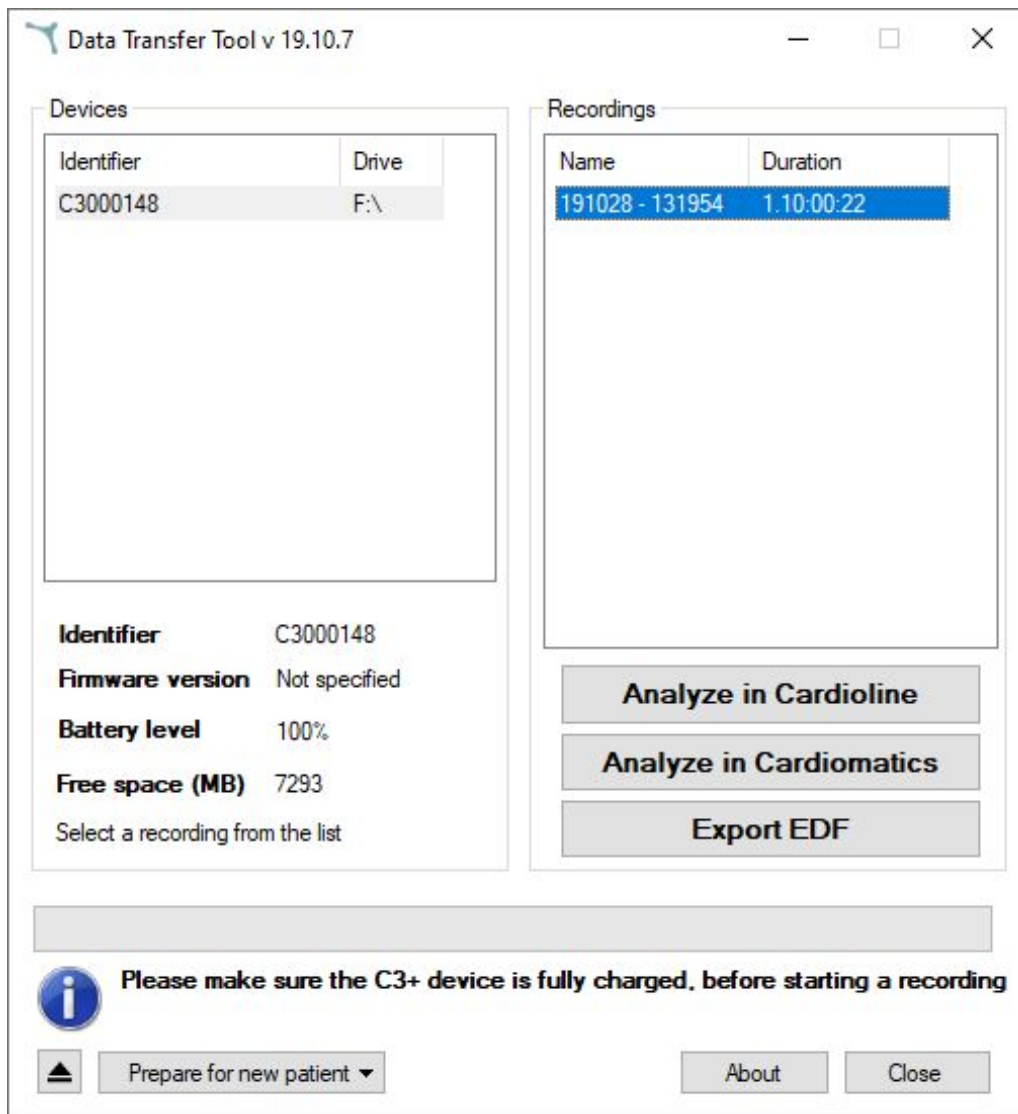 Data Transfer Tool v 19.10.7
Devices
Identifier Drive
C3000148 F:\
Identifier C3000148
Firmware version Not specified
Battery level 100%
Free space (MB) 7293
Select a recording from the list
Recordings
Name Duration
191028 - 131954 1.10:00:22
Analyze in Cardioline
Analyze in Cardiomatics
Export EDF
Please make sure the C3+ device is fully charged, before starting a recording
Prepare for new patient
About
Close